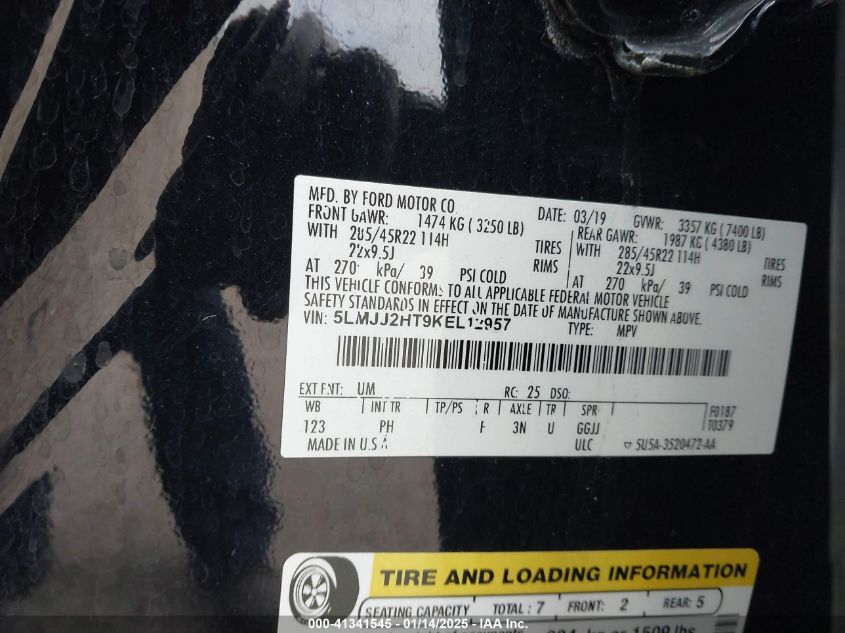 MFD. BY FORD MOTOR CO.
DATE: 03/19 GVWR: 3357 KG (7400 LB)
FRONT GAWR: 1474 KG (3250 LB) REAR GAWR: 1987 KG (4380 LB)
WITH 285/45R22 114H TIRES WITH 285/45R22 114H TIRES
22x9.5J RIMS 22x9.5J RIMS
AT 270 kPa/ 39 PSI COLD AT 270 kPa/ 39 PSI COLD
THIS VEHICLE CONFORMS TO ALL APPLICABLE FEDERAL MOTOR VEHICLE
SAFETY STANDARDS IN EFFECT ON THE DATE OF MANUFACTURE SHOWN ABOVE.
VIN: 5LMJJ2HT9KEL12957
TYPE: MPV
EXT PNT: UM RC: 25 DSO:
WB INT TR TP/PS R AXLE TR SPR F0187
123 PH F 3N U GGJJ T0379
MADE IN U.S.A ULC 5U5A-3520472-AA
TIRE AND LOADING INFORMATION
SEATING CAPACITY TOTAL: 7 FRONT: 2 REAR: 5
000-41341545 - 01/14/2025 - IAA Inc.